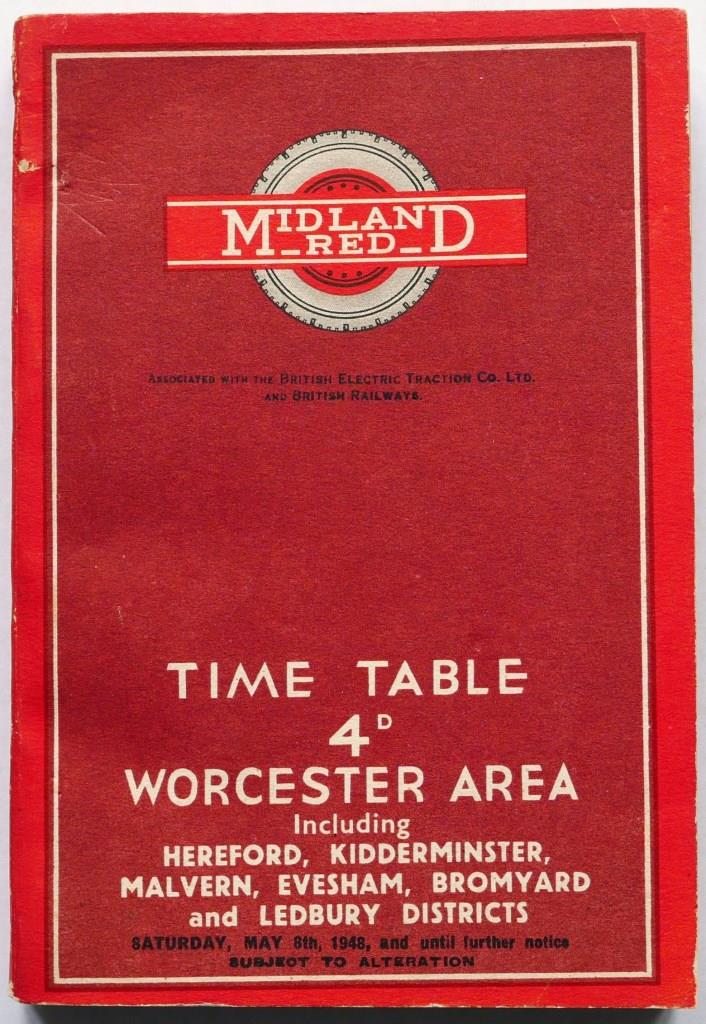 MIDLAND
RED
ASSOCIATED WITH THE BRITISH ELECTRIC TRACTION CO. LTD.
AND BRITISH RAILWAYS.
TIME TABLE
4D
WORCESTER AREA
Including
HEREFORD, KIDDERMINSTER,
MALVERN, EVESHAM, BROMYARD
and LEDBURY DISTRICTS
SATURDAY, MAY 8th, 1948, and until further notice
SUBJECT TO ALTERATION